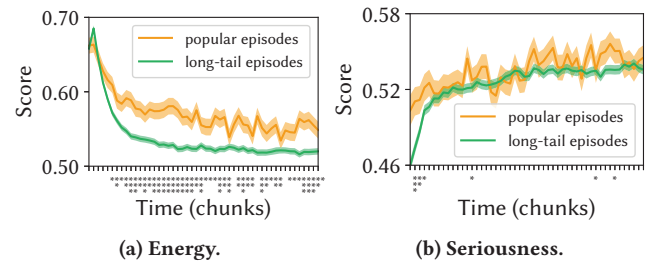 0.70
0.60
0.50
Score
popular episodes
long-tail episodes
Time (chunks)
(a) Energy.
0.58
0.52
0.46
Score
popular episodes
long-tail episodes
Time (chunks)
(b) Seriousness.